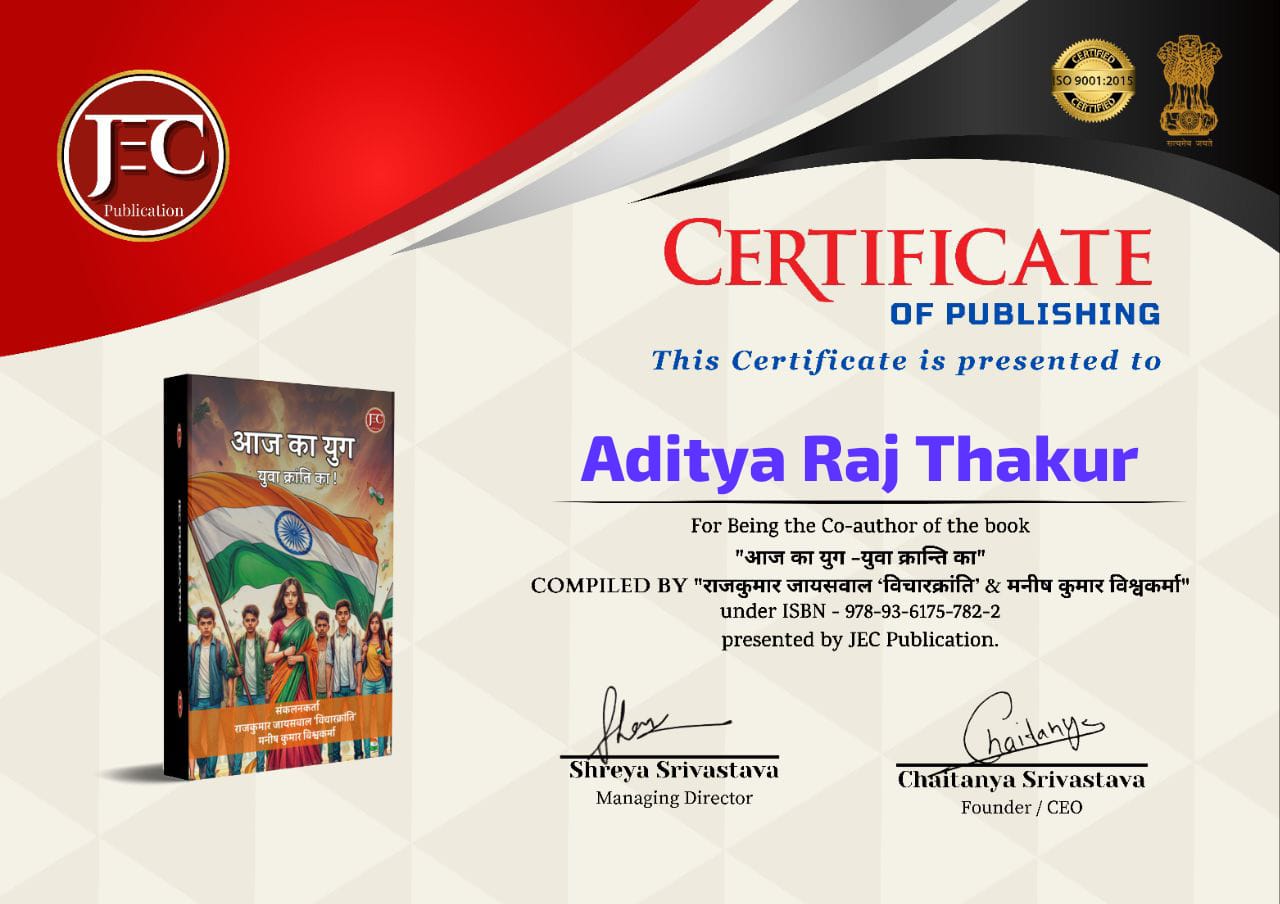 JEC
Publication
CERTIFIED
ISO 9001:2015
CERTIFIED
सत्यमेव जयते
CERTIFICATE
OF PUBLISHING
This Certificate is presented to
Aditya Raj Thakur
For Being the Co-author of the book
"आज का युग -युवा क्रान्ति का"
COMPILED BY "राजकुमार जायसवाल ‘विचारक्रांति’ & मनीष कुमार विश्वकर्मा"
under ISBN - 978-93-6175-782-2
presented by JEC Publication.
JEC
आज का युग
युवा क्रांति का !
संकलनकर्ता
राजकुमार जायसवाल 'विचारक्रांति'
मनीष कुमार विश्वकर्मा
JEC PUBLICATION
Shreya Srivastava
Managing Director
Chaitanya
Chaitanya Srivastava
Founder / CEO